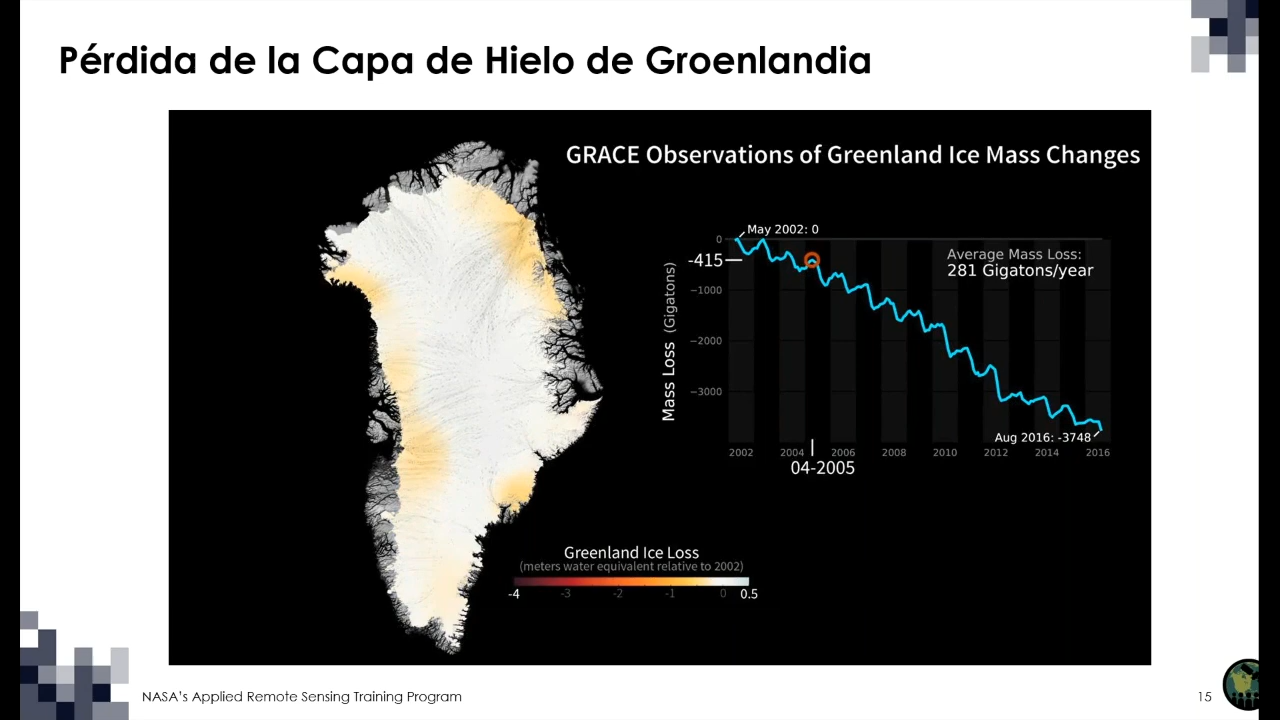 Pérdida de la Capa de Hielo de Groenlandia
GRACE Observations of Greenland Ice Mass Changes
May 2002: 0
0
-415
−1000
−2000
−3000
Mass Loss (Gigatons)
Average Mass Loss:
281 Gigatons/year
Aug 2016: -3748
2002 2004 2006 2008 2010 2012 2014 2016
04-2005
Greenland Ice Loss
(meters water equivalent relative to 2002)
-4 -3 -2 -1 0 0.5
NASA's Applied Remote Sensing Training Program
15